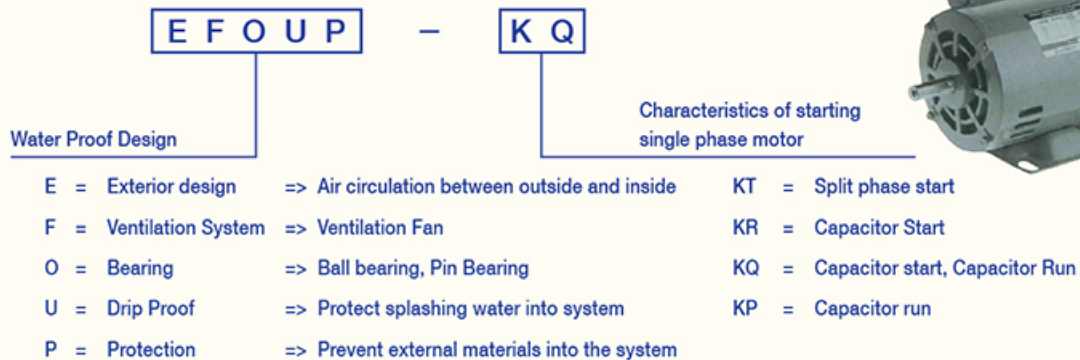 E F O U P – K Q
Water Proof Design
Characteristics of starting
single phase motor
E = Exterior design => Air circulation between outside and inside
F = Ventilation System => Ventilation Fan
O = Bearing => Ball bearing, Pin Bearing
U = Drip Proof => Protect splashing water into system
P = Protection => Prevent external materials into the system
KT = Split phase start
KR = Capacitor Start
KQ = Capacitor start, Capacitor Run
KP = Capacitor run